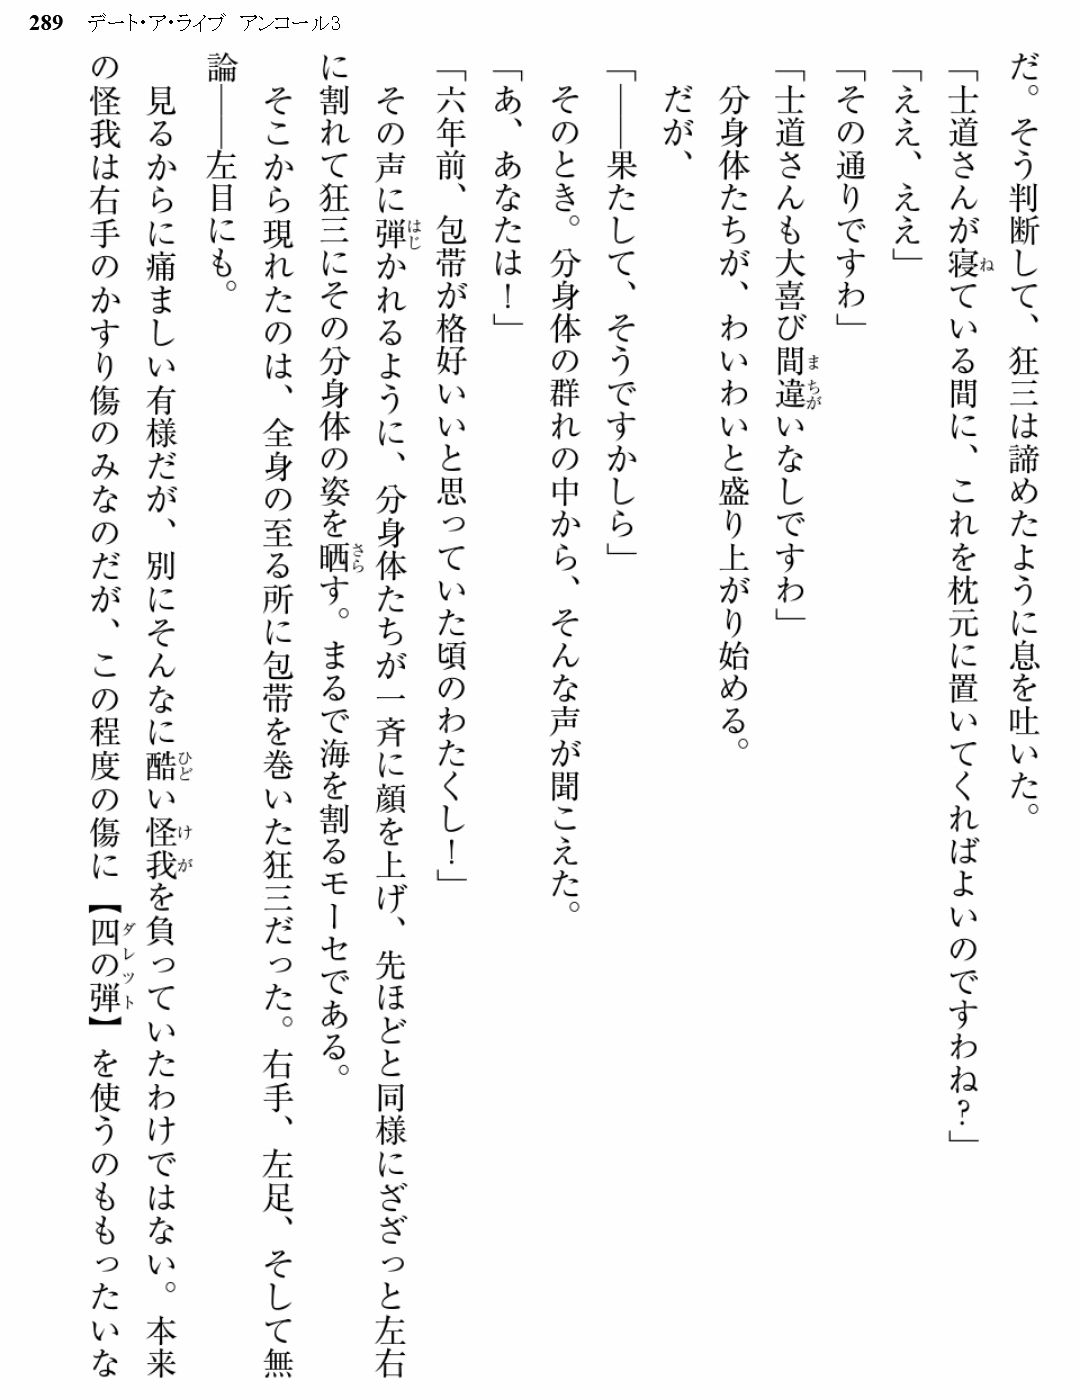 289 デート・ア・ライブ アンコール3
だ。そう判断して、狂三は諦めたように息を吐いた。
「士道さんが寝ている間に、これを枕元に置いてくればよいのですわね?」
「ええ、ええ」
「その通りですわ」
「士道さんも大喜び間違いなしですわ」
分身体たちが、わいわいと盛り上がり始める。
だが、
「――果たして、そうですかしら」
そのとき。分身体の群れの中から、そんな声が聞こえた。
「あ、あなたは!」
「六年前、包帯が格好いいと思っていた頃のわたくし!」
その声に弾かれるように、分身体たちが一斉に顔を上げ、先ほどと同様にざざっと左右
に割れて狂三にその分身体の姿を晒す。まるで海を割るモーセである。
そこから現れたのは、全身の至る所に包帯を巻いた狂三だった。右手、左足、そして無
論――左目にも。
見るからに痛ましい有様だが、別にそんなに酷い怪我を負っていたわけではない。本来
の怪我は右手のかすり傷のみなのだが、この程度の傷に【四の弾】を使うのももったいな